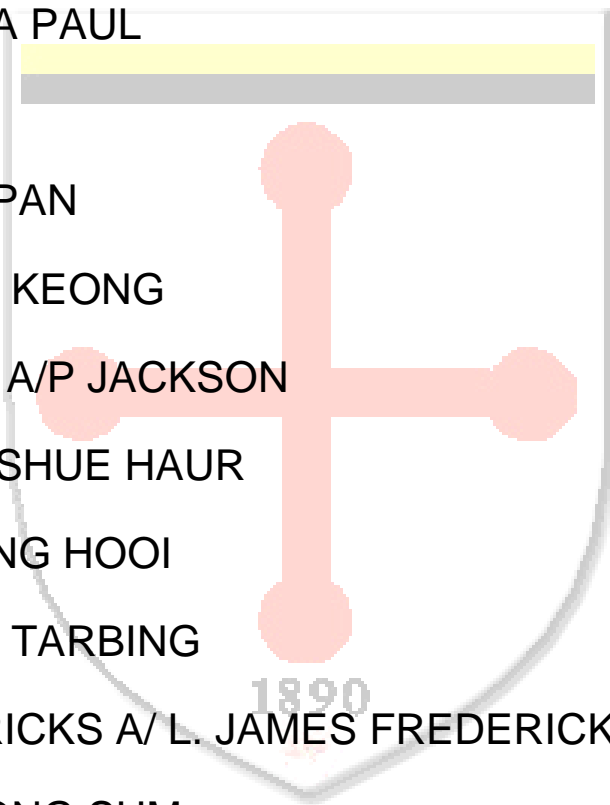 A PAUL
PAN
KEONG
A/P JACKSON
SHUE HAUR
NG HOOI
TARBING
RICKS A/ L. JAMES FREDERICK
1890